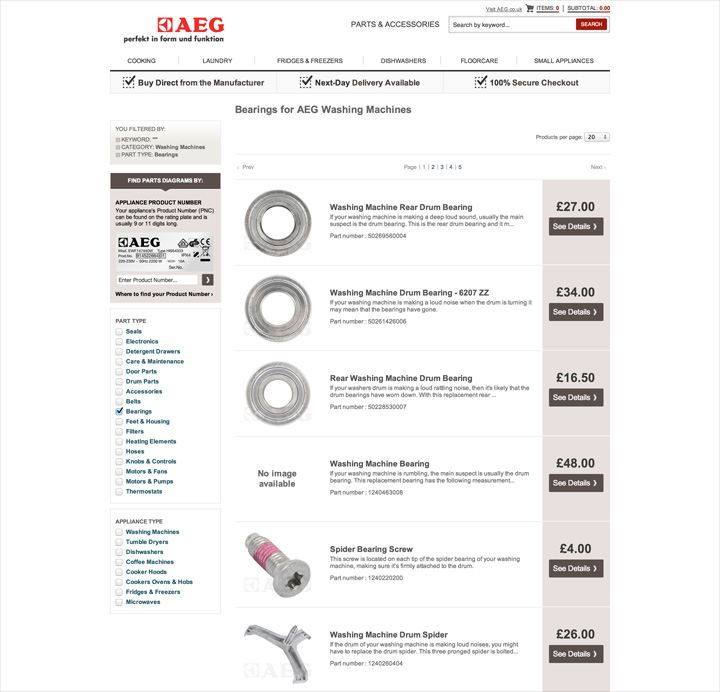 Visit AEG.co.uk ITEMS: 0 SUBTOTAL: 0.00
AEG
perfekt in form und funktion
PARTS & ACCESSORIES
Search by keyword... SEARCH
COOKING LAUNDRY FRIDGES & FREEZERS DISHWASHERS FLOORCARE SMALL APPLIANCES
Buy Direct from the Manufacturer Next-Day Delivery Available 100% Secure Checkout
Bearings for AEG Washing Machines
YOU FILTERED BY:
KEYWORD: ""
CATEGORY: Washing Machines
PART TYPE: Bearings
Products per page: 20
‹ Prev Page | 1 | 2 | 3 | 4 | 5 Next ›
FIND PARTS DIAGRAMS BY:
APPLIANCE PRODUCT NUMBER
Your appliance's Product Number (PNC)
can be found on the rating plate and is
usually 9 or 11 digits long.
AEG
Ser.No.
Enter Product Number...
Where to find your Product Number ›
PART TYPE
Seals
Electronics
Detergent Drawers
Care & Maintenance
Door Parts
Drum Parts
Accessories
Belts
Bearings
Feet & Housing
Filters
Heating Elements
Hoses
Knobs & Controls
Motors & Fans
Motors & Pumps
Thermostats
APPLIANCE TYPE
Washing Machines
Tumble Dryers
Dishwashers
Coffee Machines
Cooker Hoods
Cookers Ovens & Hobs
Fridges & Freezers
Microwaves
Washing Machine Rear Drum Bearing
If your washing machine is making a deep loud sound, usually the main
suspect is the drum bearing. This is the rear drum bearing and it m...
Part number : 50269560004
£27.00
See Details ❯
Washing Machine Drum Bearing - 6207 ZZ
If your washing machine is making a loud noise when the drum is turning it
may mean that the bearings have gone.
Part number : 50261426006
£34.00
See Details ❯
Rear Washing Machine Drum Bearing
If your washers drum is making a loud rattling noise, then it's likely that the
drum bearings have worn down. With this replacement rear ...
Part number : 50228530007
£16.50
See Details ❯
No image
available
Washing Machine Bearing
If your washing machine is rumbling, the main suspect is usually the drum
bearing. This replacement bearing has the following measurement...
Part number : 1240463008
£48.00
See Details ❯
AEG
Spider Bearing Screw
This screw is located on each tip of the spider bearing of your washing
machine, making sure it's firmly attached to the drum.
Part number : 1240220200
£4.00
See Details ❯
AEG
Washing Machine Drum Spider
If the drum of your washing machine is making loud noises, you might
have to replace the drum spider. This three pronged spider is bolted...
Part number : 1240260404
£26.00
See Details ❯